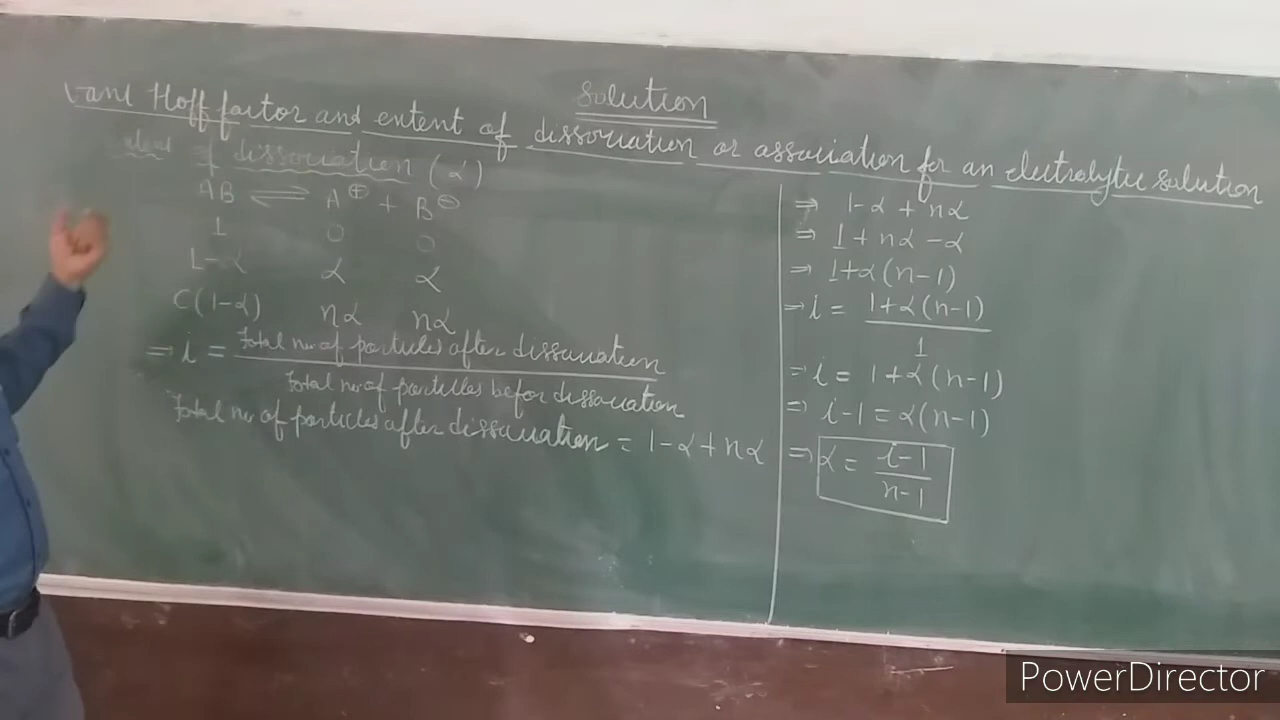 Solution
Vant Hoff factor and extent of dissociation or association for an electrolytic solution
of dissociation (α)
AB ⇌ A⊕ + B⊖
1 0 0
1-α α α
C(1-α) nα nα
⇒ i = Total no of particles after dissociation
Total no of particles befor dissociation
Total no of particles after dissociation = 1-α+nα
⇒ 1-α + nα
⇒ 1 + nα - α
⇒ 1+α(n-1)
⇒ i = 1+α(n-1)
1
⇒ i = 1+α(n-1)
⇒ i-1 = α(n-1)
⇒ α = i-1
n-1
PowerDirector